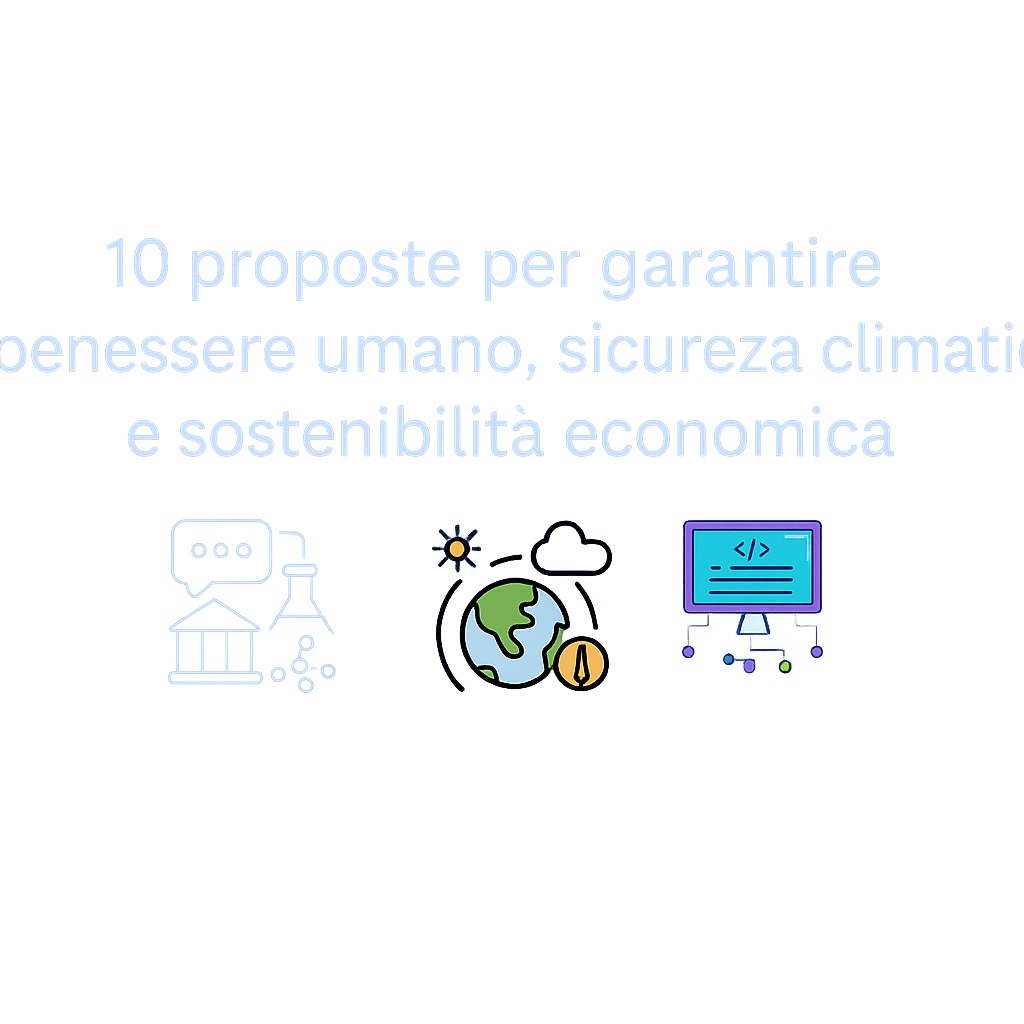 10 proposte per garantire
benessere umano, sicureza climatic
e sostenibilità economica
</>